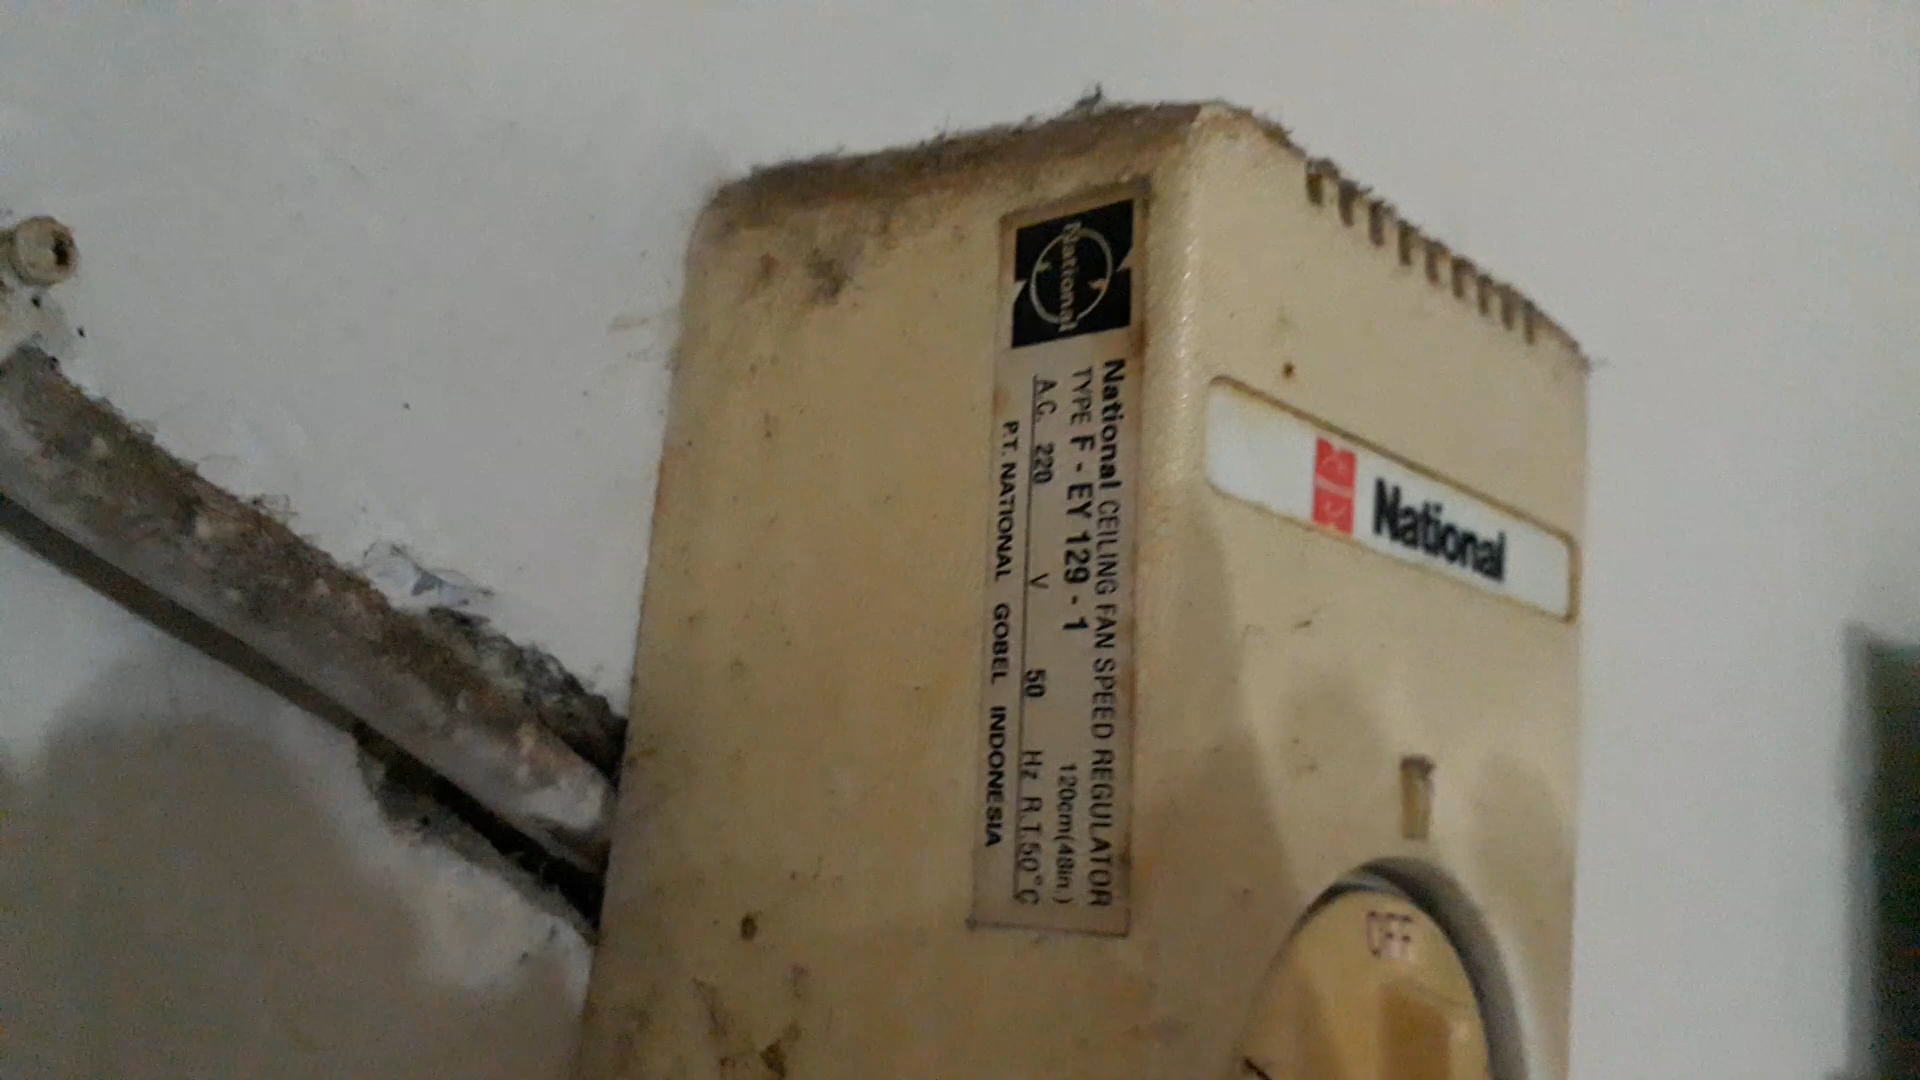 National
National CEILING FAN SPEED REGULATOR
TYPE F - EY 129 - 1 120cm(48in.)
A.C. 220 V 50 Hz R.T.50°C
P.T. NATIONAL GOBEL INDONESIA
National
OFF